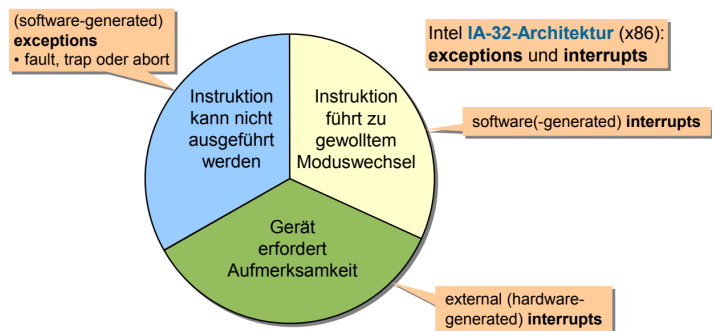 (software-generated)
exceptions
• fault, trap oder abort
Intel IA-32-Architektur (x86):
exceptions und interrupts
Instruktion
kann nicht
ausgeführt
werden
Instruktion
führt zu
gewolltem
Moduswechsel
software(-generated) interrupts
Gerät
erfordert
Aufmerksamkeit
external (hardware-
generated) interrupts